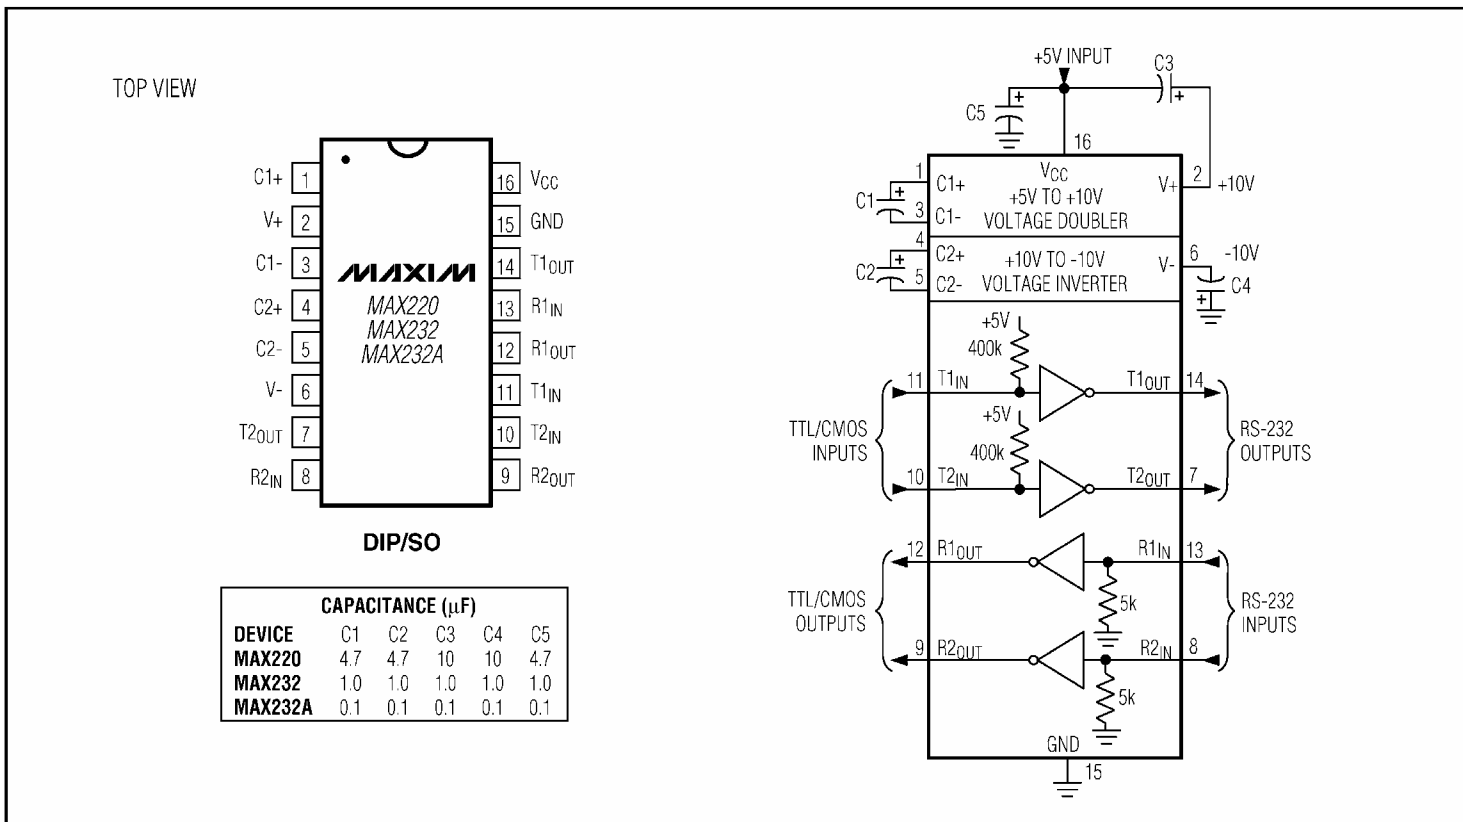 TOP VIEW
C1+ 1
V+ 2
C1- 3
C2+ 4
C2- 5
V- 6
T2OUT 7
R2IN 8
16 VCC
15 GND
14 T1OUT
13 R1IN
12 R1OUT
11 T1IN
10 T2IN
9 R2OUT
MAXIM
MAX220
MAX232
MAX232A
DIP/SO
CAPACITANCE (µF)
DEVICE C1 C2 C3 C4 C5
MAX220 4.7 4.7 10 10 4.7
MAX232 1.0 1.0 1.0 1.0 1.0
MAX232A 0.1 0.1 0.1 0.1 0.1
+5V INPUT
C3
+
C5
+
16
VCC
1
C1+
C1
+
3
C1-
+5V TO +10V
VOLTAGE DOUBLER
V+
2
+10V
4
C2+
C2
+
5
C2-
+10V TO -10V
VOLTAGE INVERTER
V-
6
-10V
C4
+
+5V
400k
11
T1IN
T1OUT
14
+5V
400k
TTL/CMOS
INPUTS
RS-232
OUTPUTS
10
T2IN
T2OUT
7
12
R1OUT
R1IN
13
5k
TTL/CMOS
OUTPUTS
RS-232
INPUTS
9
R2OUT
R2IN
8
5k
GND
15